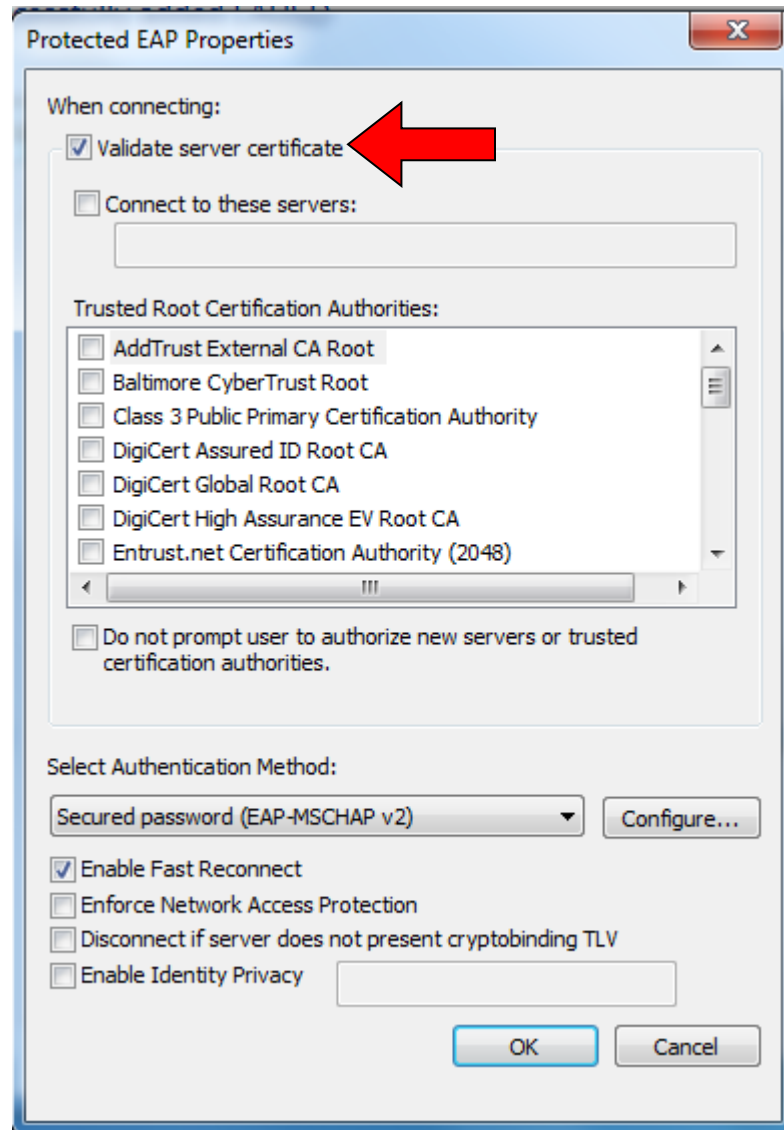 Protected EAP Properties
When connecting:
Validate server certificate
Connect to these servers:
Trusted Root Certification Authorities:
AddTrust External CA Root
Baltimore CyberTrust Root
Class 3 Public Primary Certification Authority
DigiCert Assured ID Root CA
DigiCert Global Root CA
DigiCert High Assurance EV Root CA
Entrust.net Certification Authority (2048)
Do not prompt user to authorize new servers or trusted
certification authorities.
Select Authentication Method:
Secured password (EAP-MSCHAP v2)
Configure...
Enable Fast Reconnect
Enforce Network Access Protection
Disconnect if server does not present cryptobinding TLV
Enable Identity Privacy
OK
Cancel